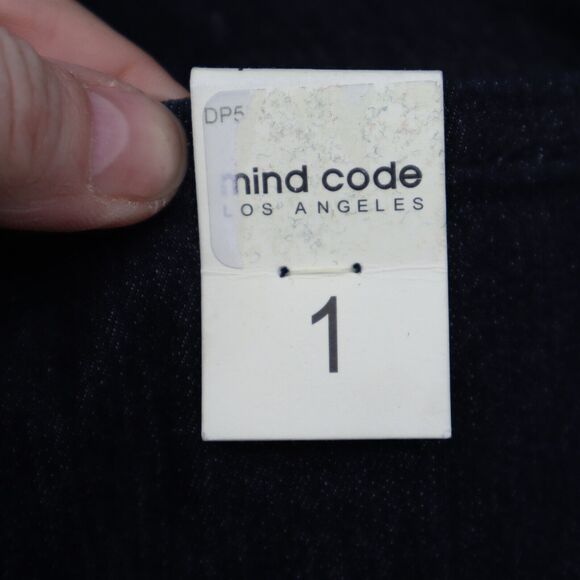 DP5
mind code
LOS ANGELES
1